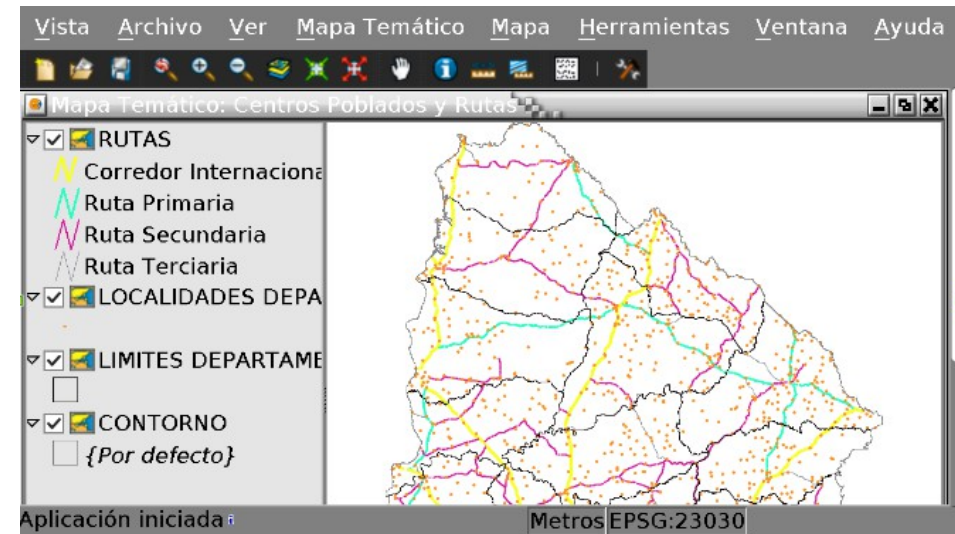 Vista Archivo Ver Mapa Temático Mapa Herramientas Ventana Ayuda
Mapa Temático: Centros Poblados y Rutas
RUTAS
Corredor Internaciona
Ruta Primaria
Ruta Secundaria
Ruta Terciaria
LOCALIDADES DEPA
LIMITES DEPARTAME
CONTORNO
{Por defecto}
Aplicación iniciada
Metros EPSG:23030